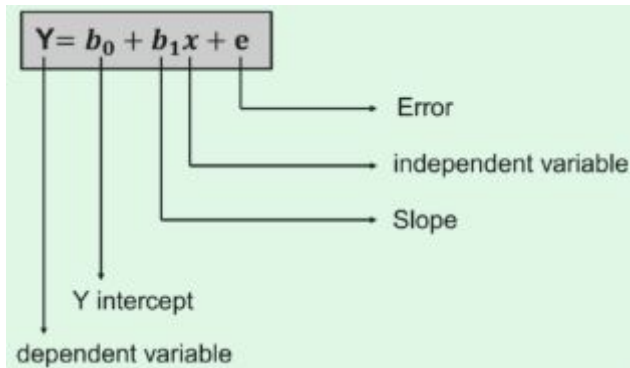 Y= b₀ + b₁x + e
Error
independent variable
Slope
Y intercept
dependent variable